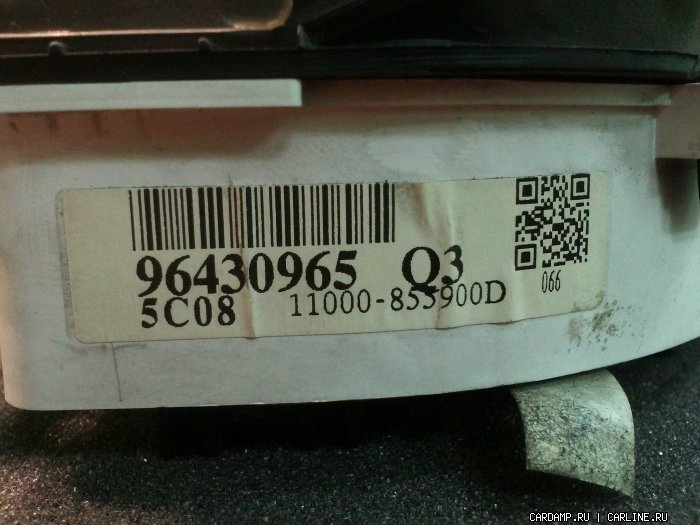 96430965 Q3
066
5C08 11000-855900D
CARDAMP.RU | CARLINE.RU